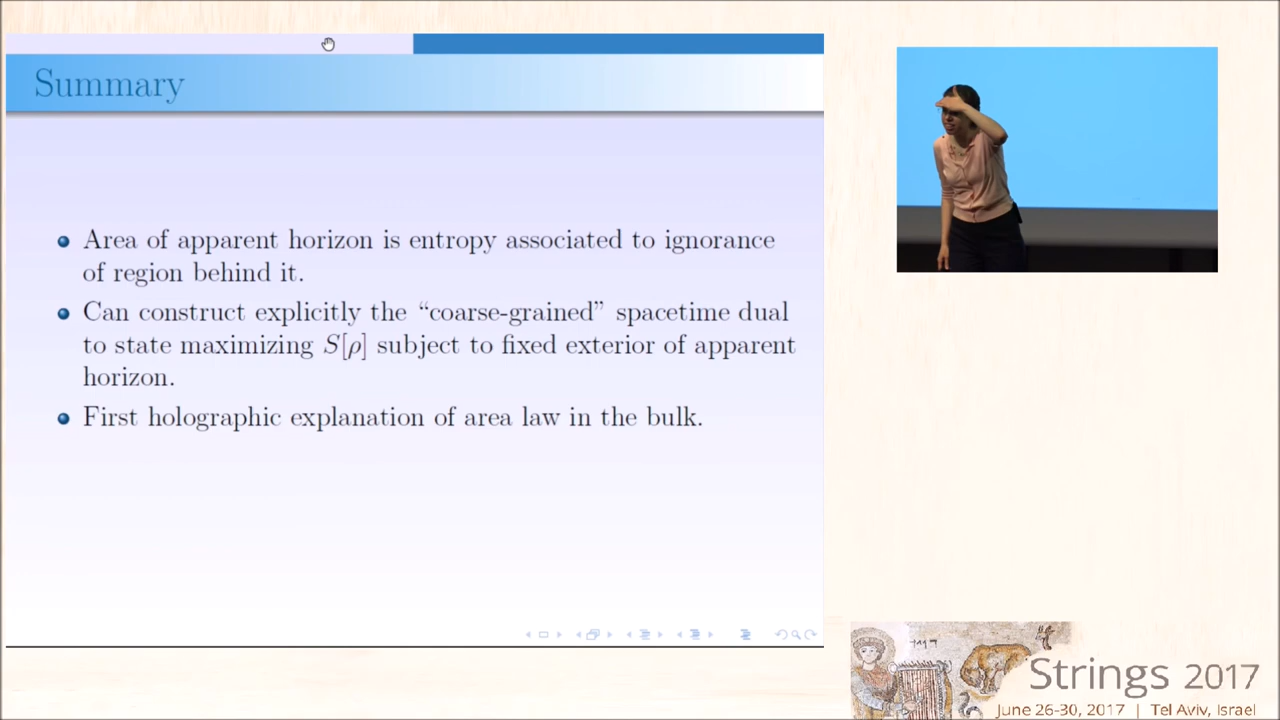 Summary
Area of apparent horizon is entropy associated to ignorance
of region behind it.
Can construct explicitly the “coarse-grained” spacetime dual
to state maximizing S[ρ] subject to fixed exterior of apparent
horizon.
First holographic explanation of area law in the bulk.
Strings 2017
June 26-30, 2017 | Tel Aviv, Israel